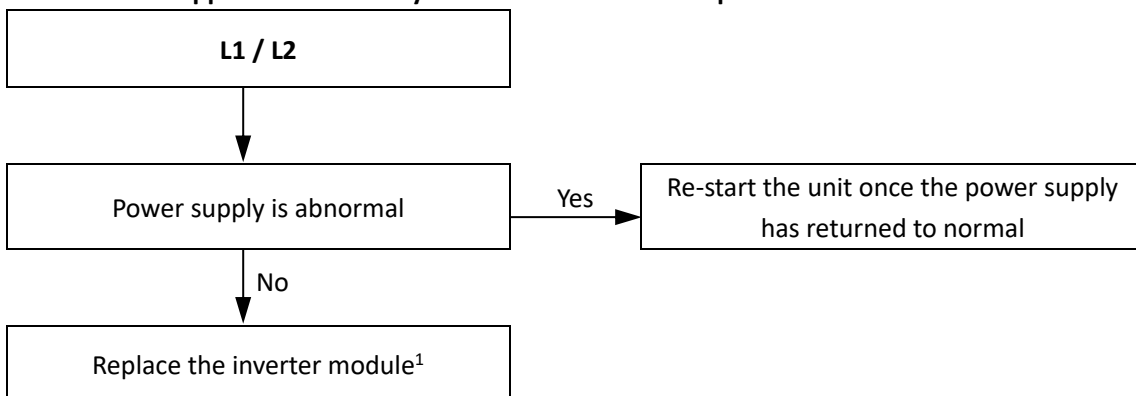 L1 / L2
Power supply is abnormal
Yes
Re-start the unit once the power supply
has returned to normal
No
Replace the inverter module¹